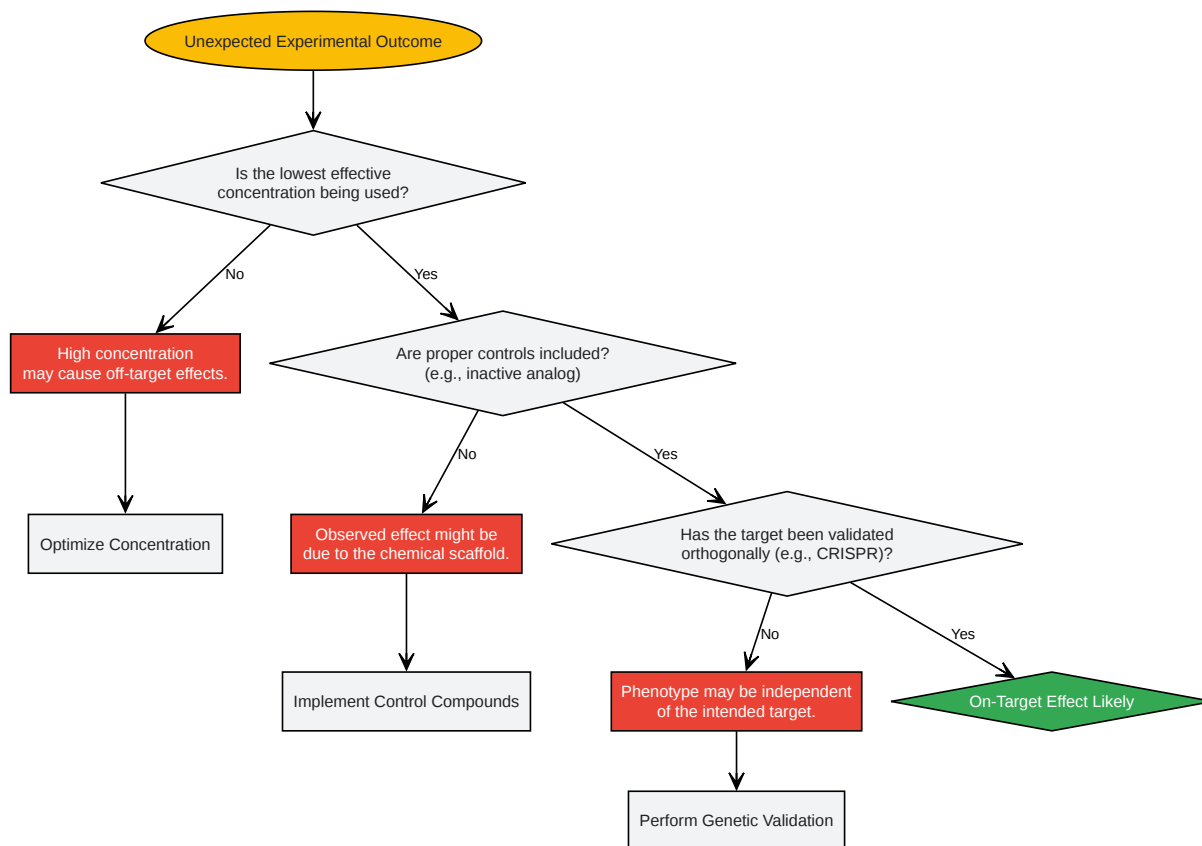 Unexpected Experimental Outcome
Is the lowest effective
concentration being used?
No
Yes
High concentration
may cause off-target effects.
Are proper controls included?
(e.g., inactive analog)
No
Yes
Optimize Concentration
Observed effect might be
due to the chemical scaffold.
Has the target been validated
orthogonally (e.g., CRISPR)?
No
Yes
Implement Control Compounds
Phenotype may be independent
of the intended target.
On-Target Effect Likely
Perform Genetic Validation